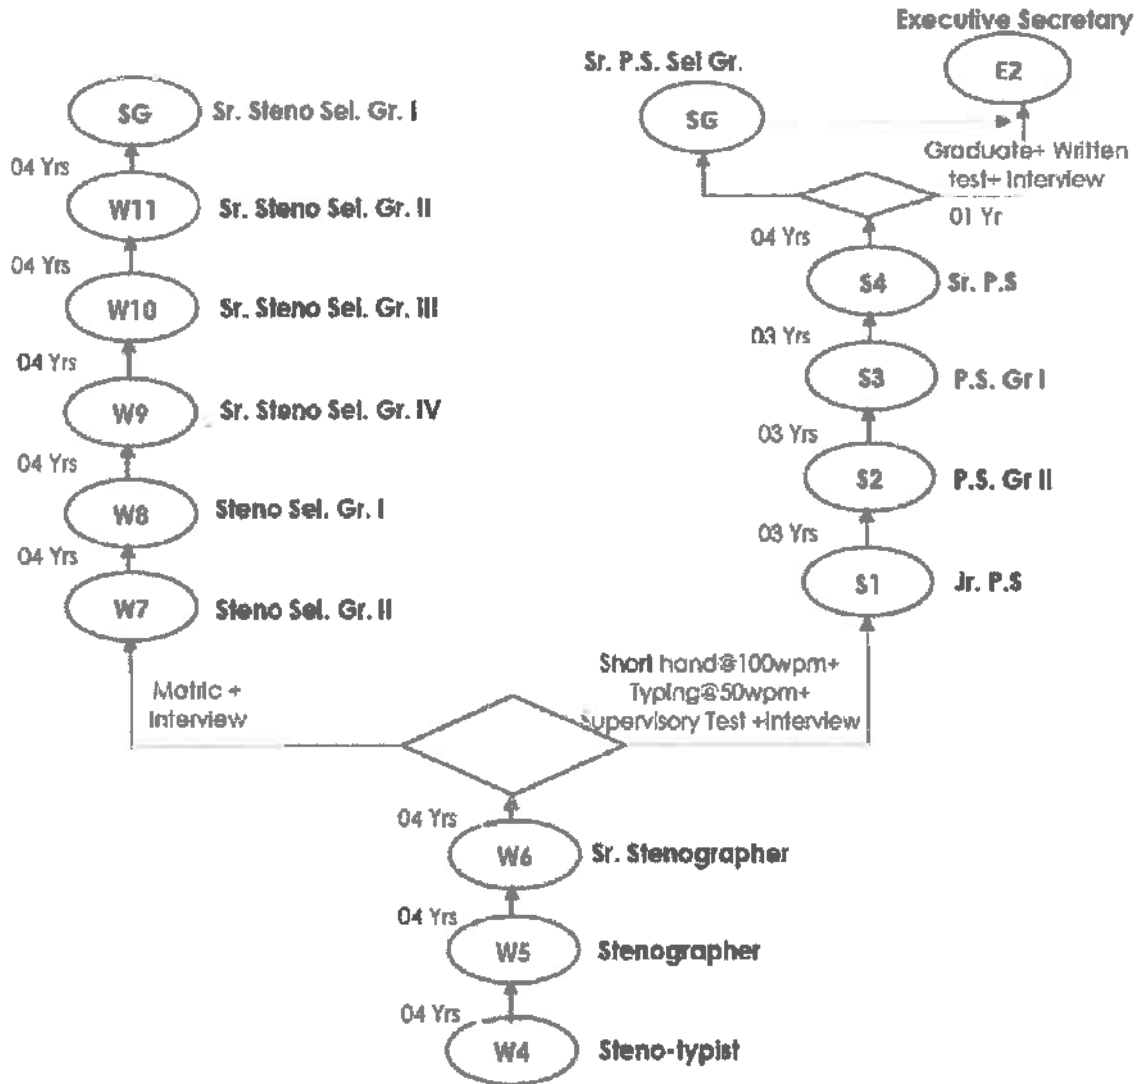 Executive Secretary
E2
Sr. P.S. Sel Gr.
SG
SG
Sr. Steno Sel. Gr. I
Graduate+ Written
test+ Interview
01 Yr
04 Yrs
W11
Sr. Steno Sel. Gr. II
04 Yrs
S4
Sr. P.S
04 Yrs
W10
Sr. Steno Sel. Gr. III
03 Yrs
S3
P.S. Gr I
04 Yrs
W9
Sr. Steno Sel. Gr. IV
03 Yrs
S2
P.S. Gr II
04 Yrs
W8
Steno Sel. Gr. I
03 Yrs
S1
Jr. P.S
04 Yrs
W7
Steno Sel. Gr. II
Matric +
Interview
Short hand@100wpm+
Typing@50wpm+
Supervisory Test +Interview
04 Yrs
W6
Sr. Stenographer
04 Yrs
W5
Stenographer
04 Yrs
W4
Steno-typist